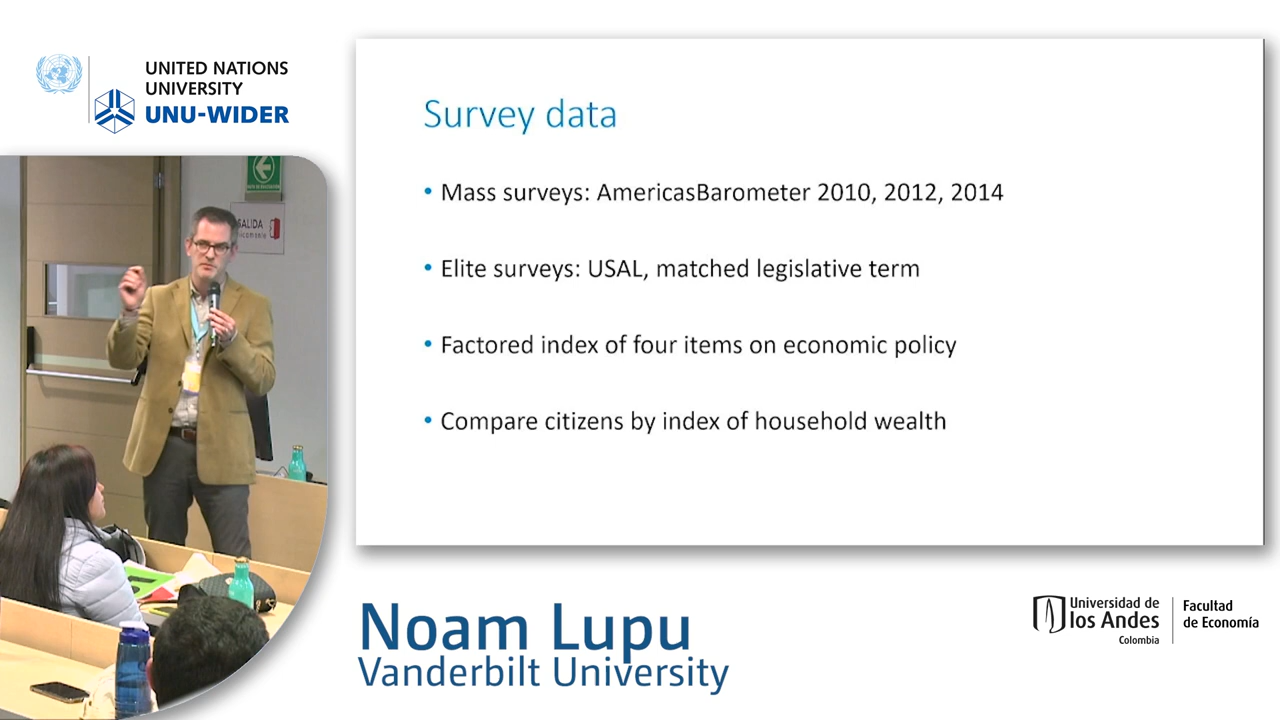 UNITED NATIONS
UNIVERSITY
UNU-WIDER
SALIDA
Survey data
• Mass surveys: AmericasBarometer 2010, 2012, 2014
• Elite surveys: USAL, matched legislative term
• Factored index of four items on economic policy
• Compare citizens by index of household wealth
Noam Lupu
Vanderbilt University
Universidad de
los Andes
Colombia
Facultad
de Economía